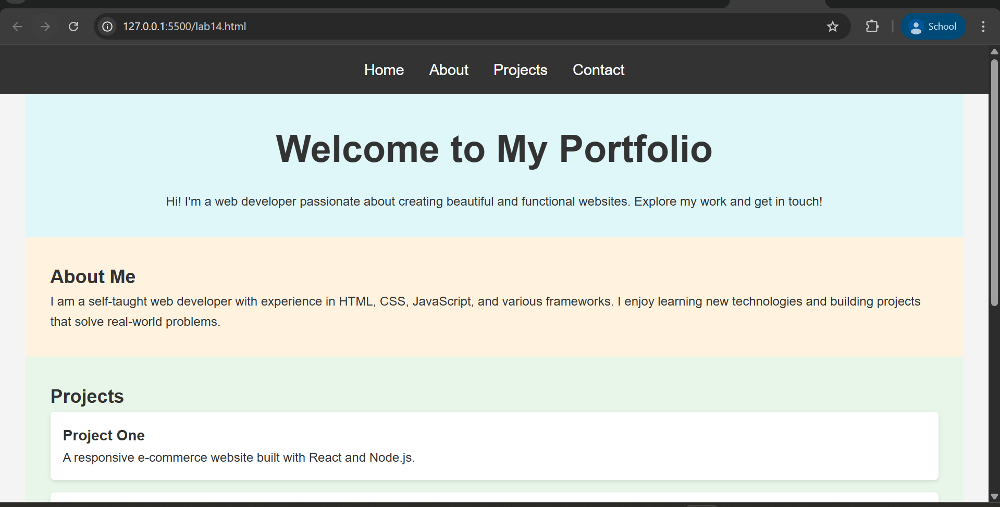 127.0.0.1:5500/lab14.html
School
Home About Projects Contact
Welcome to My Portfolio
Hi! I'm a web developer passionate about creating beautiful and functional websites. Explore my work and get in touch!
About Me
I am a self-taught web developer with experience in HTML, CSS, JavaScript, and various frameworks. I enjoy learning new technologies and building projects
that solve real-world problems.
Projects
Project One
A responsive e-commerce website built with React and Node.js.